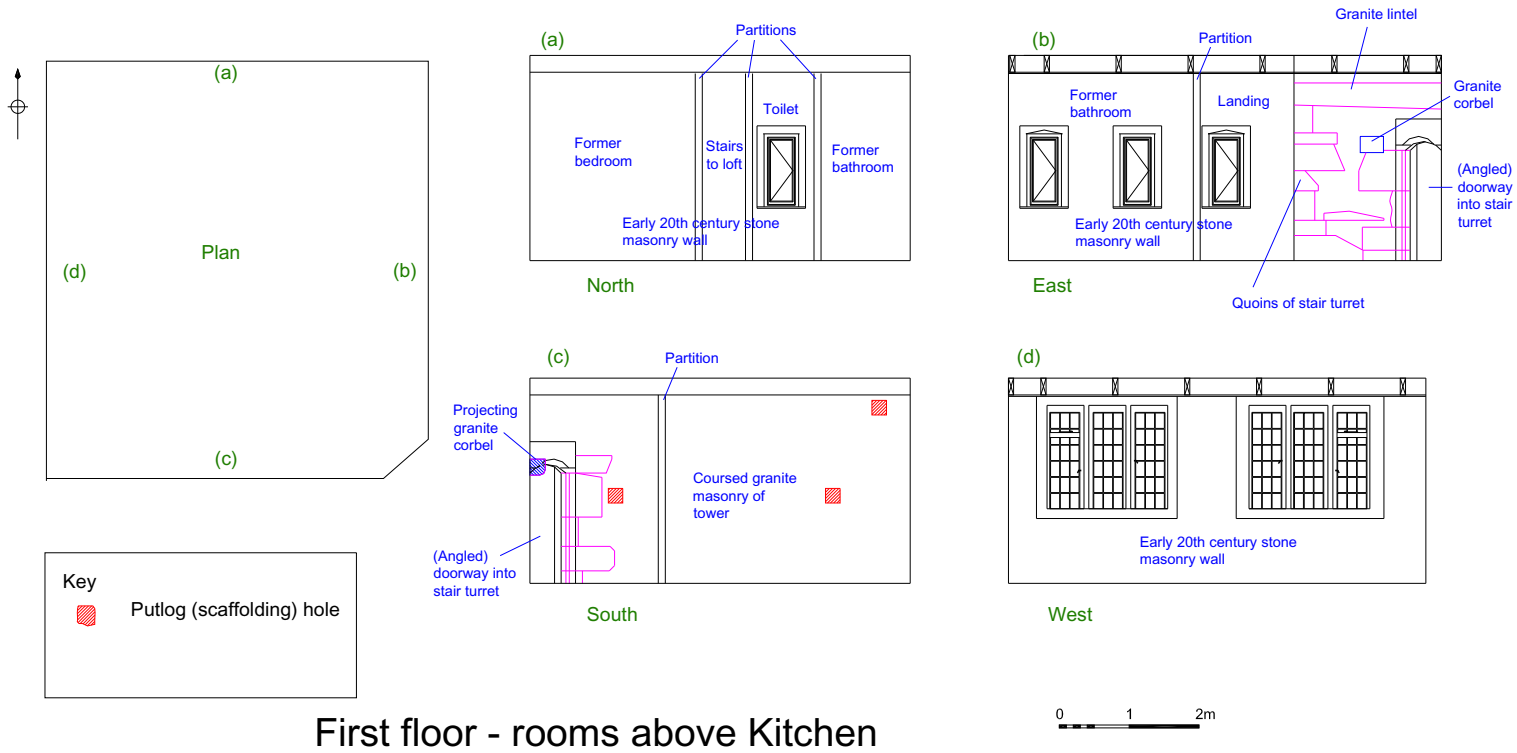 (a)
(d)
Plan
(b)
(c)
(a)
Partitions
Former
bedroom
Stairs
to loft
Toilet
Former
bathroom
Early 20th century stone
masonry wall
North
(b)
Partition
Granite lintel
Granite
corbel
Former
bathroom
Landing
(Angled)
doorway
into stair
turret
Early 20th century stone
masonry wall
Quoins of stair turret
East
(c)
Partition
Projecting
granite
corbel
Coursed granite
masonry of
tower
(Angled)
doorway into
stair turret
South
(d)
Early 20th century stone
masonry wall
West
Key
Putlog (scaffolding) hole
First floor - rooms above Kitchen
0 1 2m